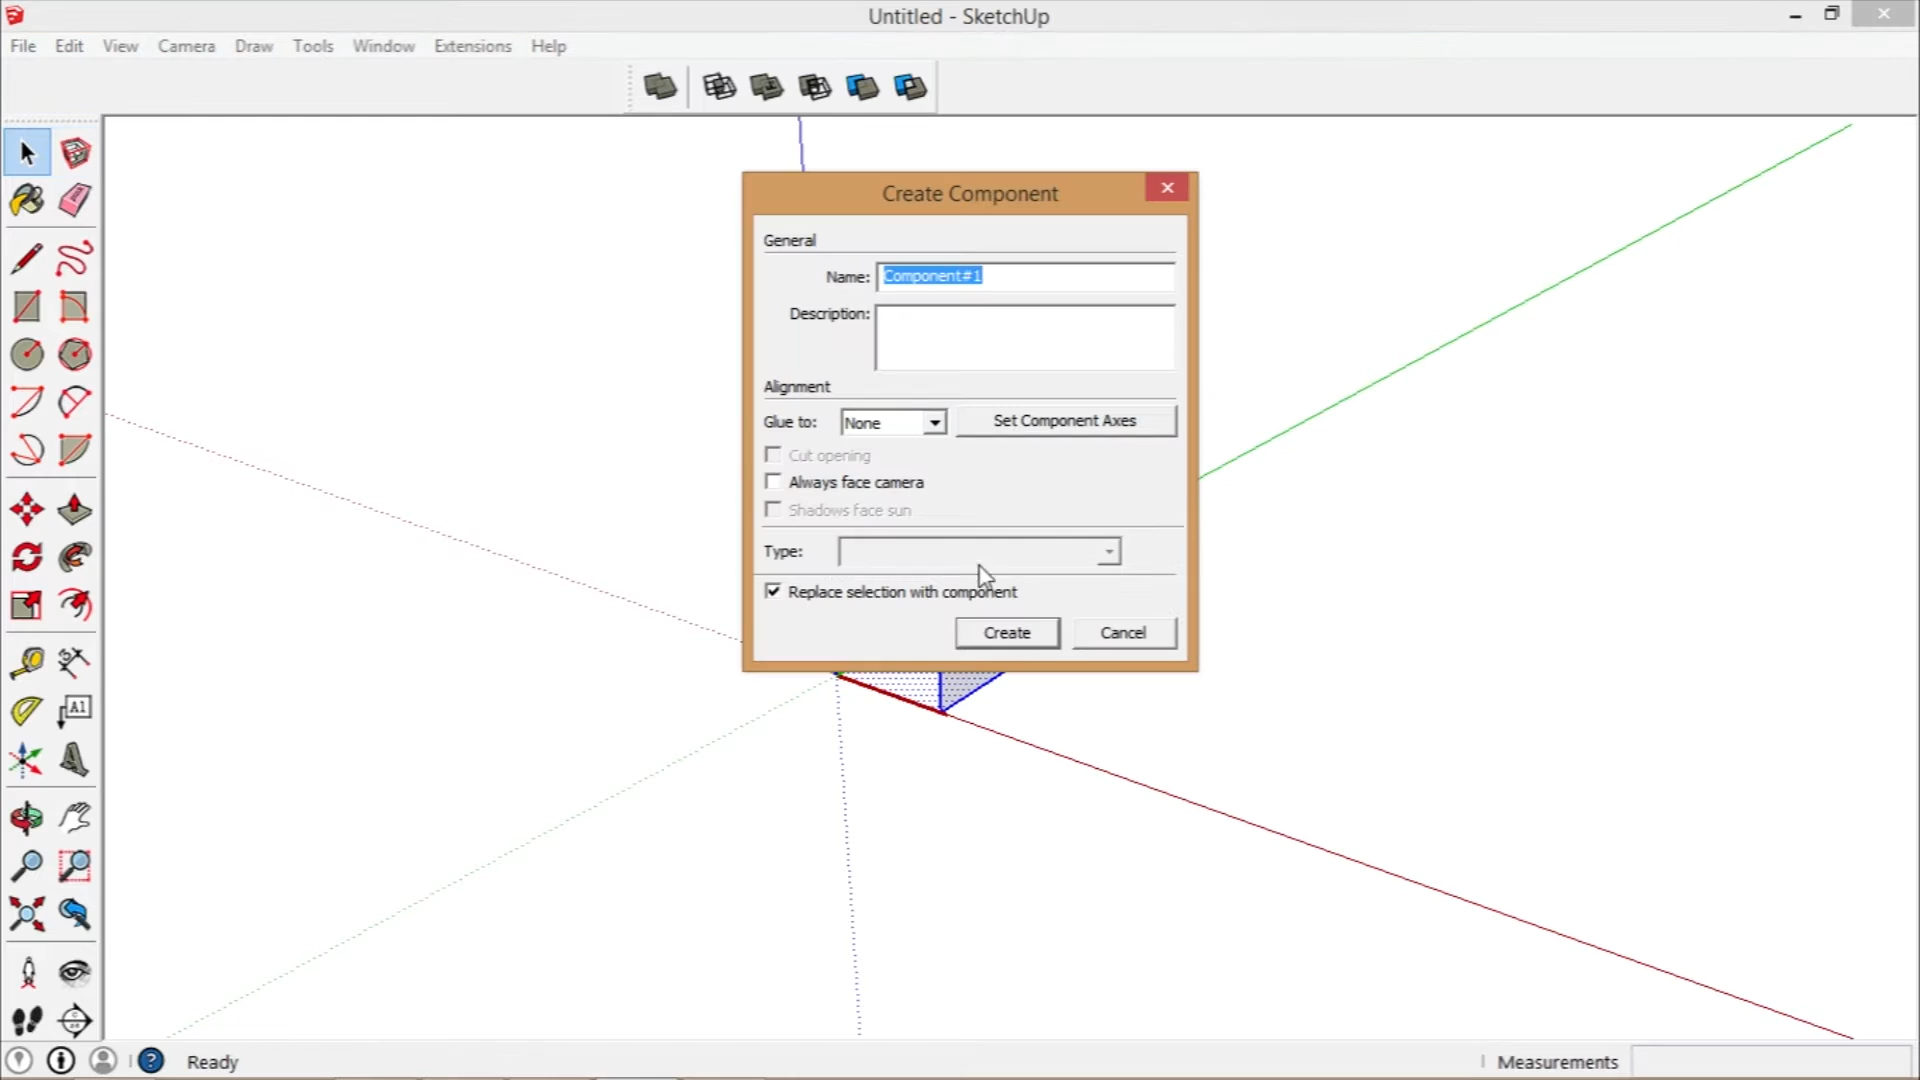 Untitled - SketchUp
File Edit View Camera Draw Tools Window Extensions Help
Create Component
General
Name: Component#1
Description:
Alignment
Glue to: None Set Component Axes
Cut opening
Always face camera
Shadows face sun
Type:
Replace selection with component
Create Cancel
A1
Ready Measurements